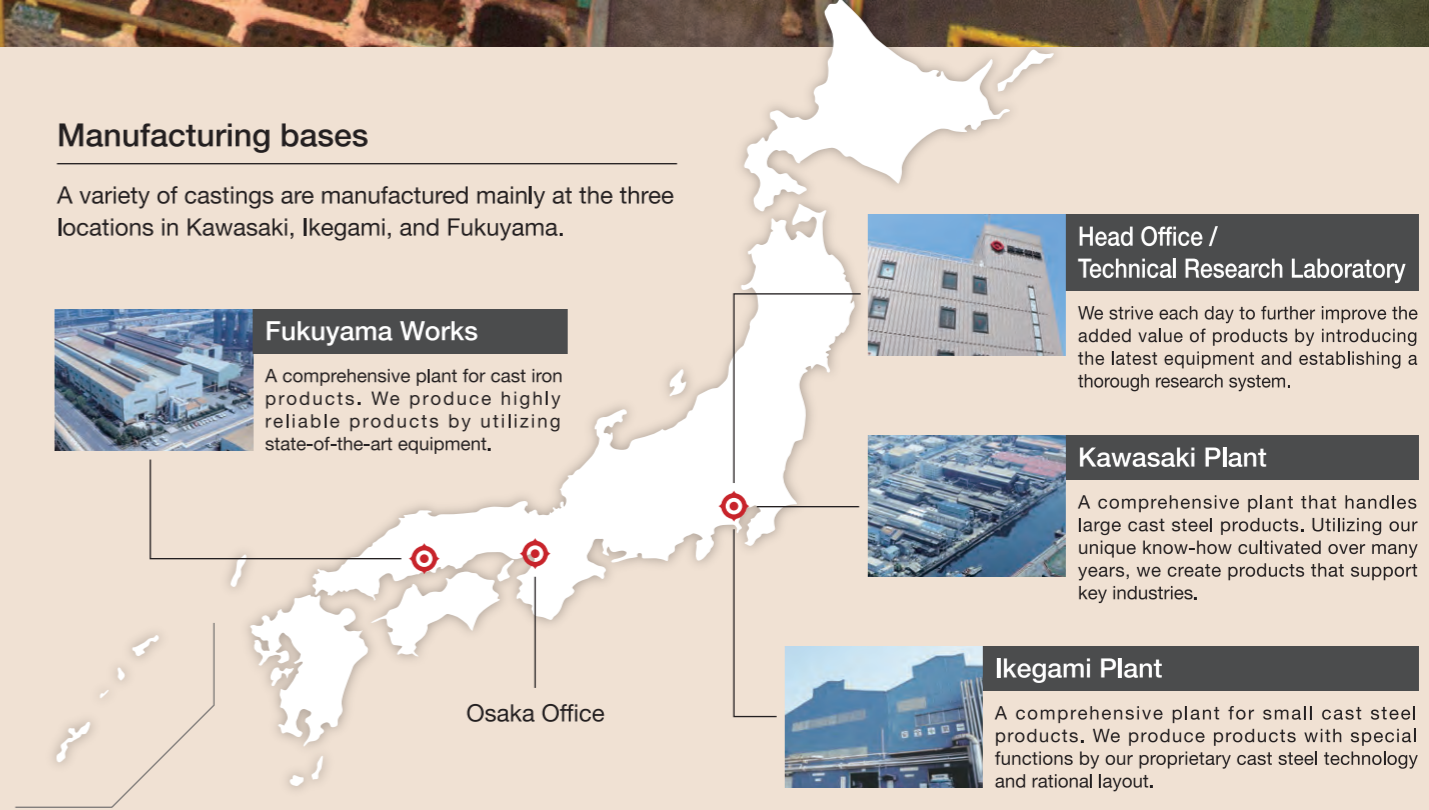 Manufacturing bases
A variety of castings are manufactured mainly at the three
locations in Kawasaki, Ikegami, and Fukuyama.
Fukuyama Works
A comprehensive plant for cast iron
products. We produce highly
reliable products by utilizing
state-of-the-art equipment.
Osaka Office
Head Office /
Technical Research Laboratory
We strive each day to further improve the
added value of products by introducing
the latest equipment and establishing a
thorough research system.
Kawasaki Plant
A comprehensive plant that handles
large cast steel products. Utilizing our
unique know-how cultivated over many
years, we create products that support
key industries.
Ikegami Plant
A comprehensive plant for small cast steel
products. We produce products with special
functions by our proprietary cast steel technology
and rational layout.